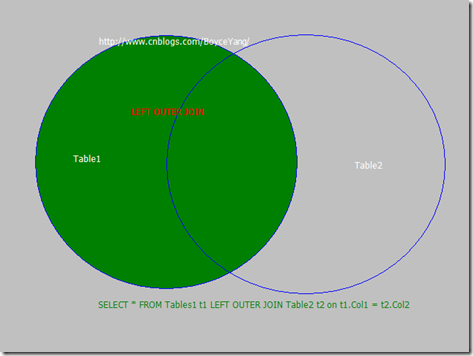 http://www.cnblogs.com/BoyceYang/
LEFT OUTER JOIN
Table1
Table2
SELECT * FROM Tables1 t1 LEFT OUTER JOIN Table2 t2 on t1.Col1 = t2.Col2